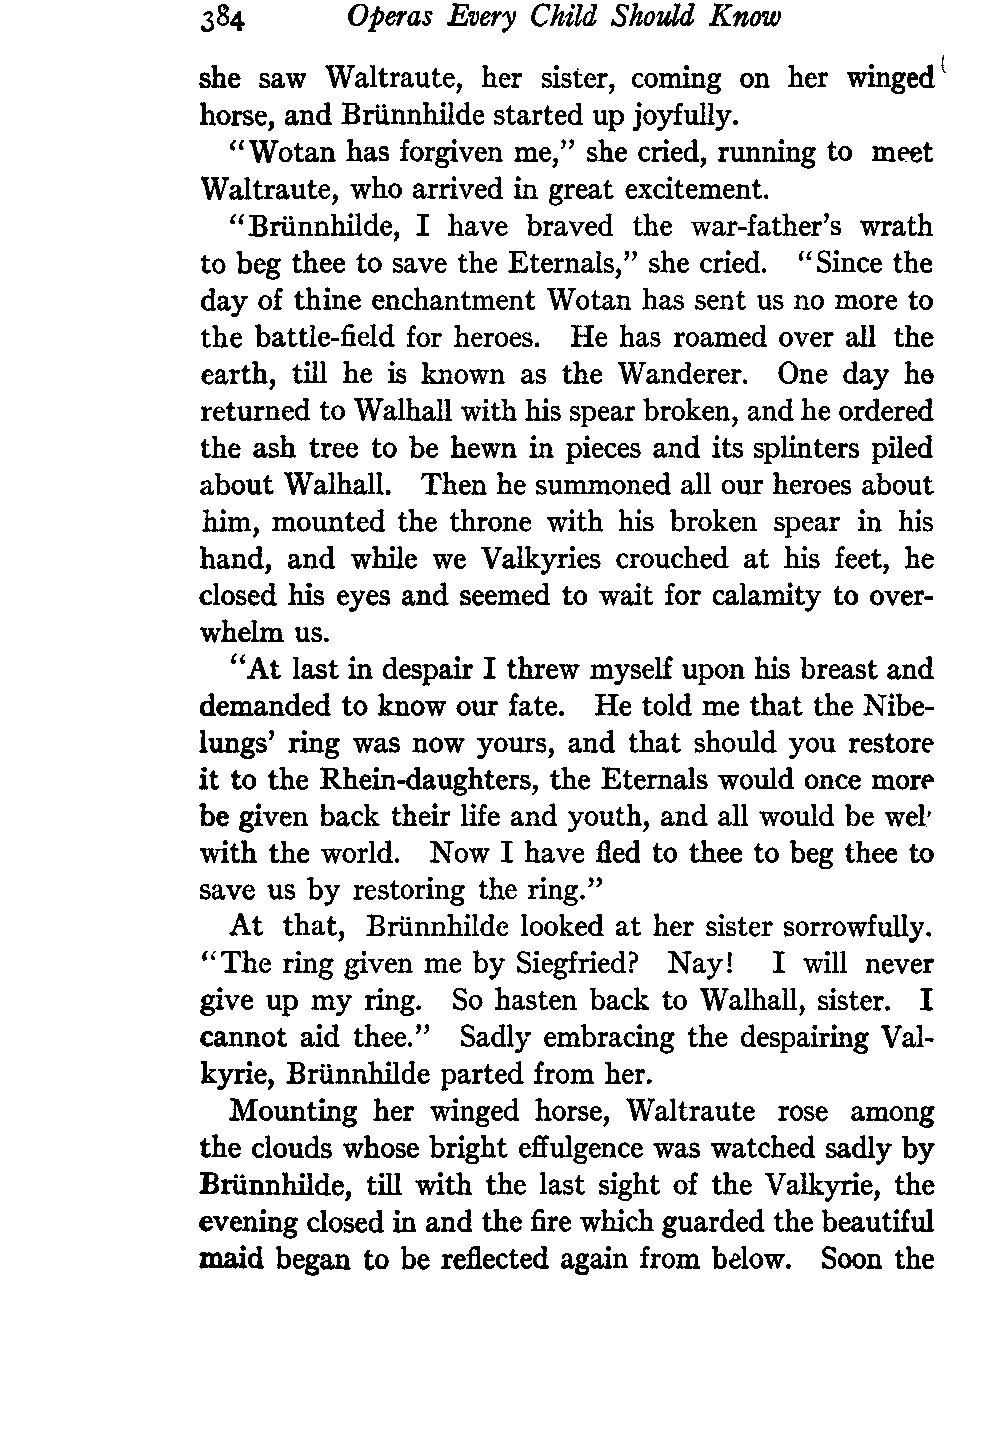 384 Operas Every Child Should Know
she saw Waltraute, her sister, coming on her winged
horse, and Brünnhilde started up joyfully.
"Wotan has forgiven me," she cried, running to meet
Waltraute, who arrived in great excitement.
"Brünnhilde, I have braved the war-father's wrath
to beg thee to save the Eternals," she cried. "Since the
day of thine enchantment Wotan has sent us no more to
the battle-field for heroes. He has roamed over all the
earth, till he is known as the Wanderer. One day he
returned to Walhall with his spear broken, and he ordered
the ash tree to be hewn in pieces and its splinters piled
about Walhall. Then he summoned all our heroes about
him, mounted the throne with his broken spear in his
hand, and while we Valkyries crouched at his feet, he
closed his eyes and seemed to wait for calamity to over-
whelm us.
"At last in despair I threw myself upon his breast and
demanded to know our fate. He told me that the Nibe-
lungs' ring was now yours, and that should you restore
it to the Rhein-daughters, the Eternals would once more
be given back their life and youth, and all would be wel'
with the world. Now I have fled to thee to beg thee to
save us by restoring the ring."
At that, Brünnhilde looked at her sister sorrowfully.
"The ring given me by Siegfried? Nay! I will never
give up my ring. So hasten back to Walhall, sister. I
cannot aid thee." Sadly embracing the despairing Val-
kyrie, Brünnhilde parted from her.
Mounting her winged horse, Waltraute rose among
the clouds whose bright effulgence was watched sadly by
Brünnhilde, till with the last sight of the Valkyrie, the
evening closed in and the fire which guarded the beautiful
maid began to be reflected again from below. Soon the